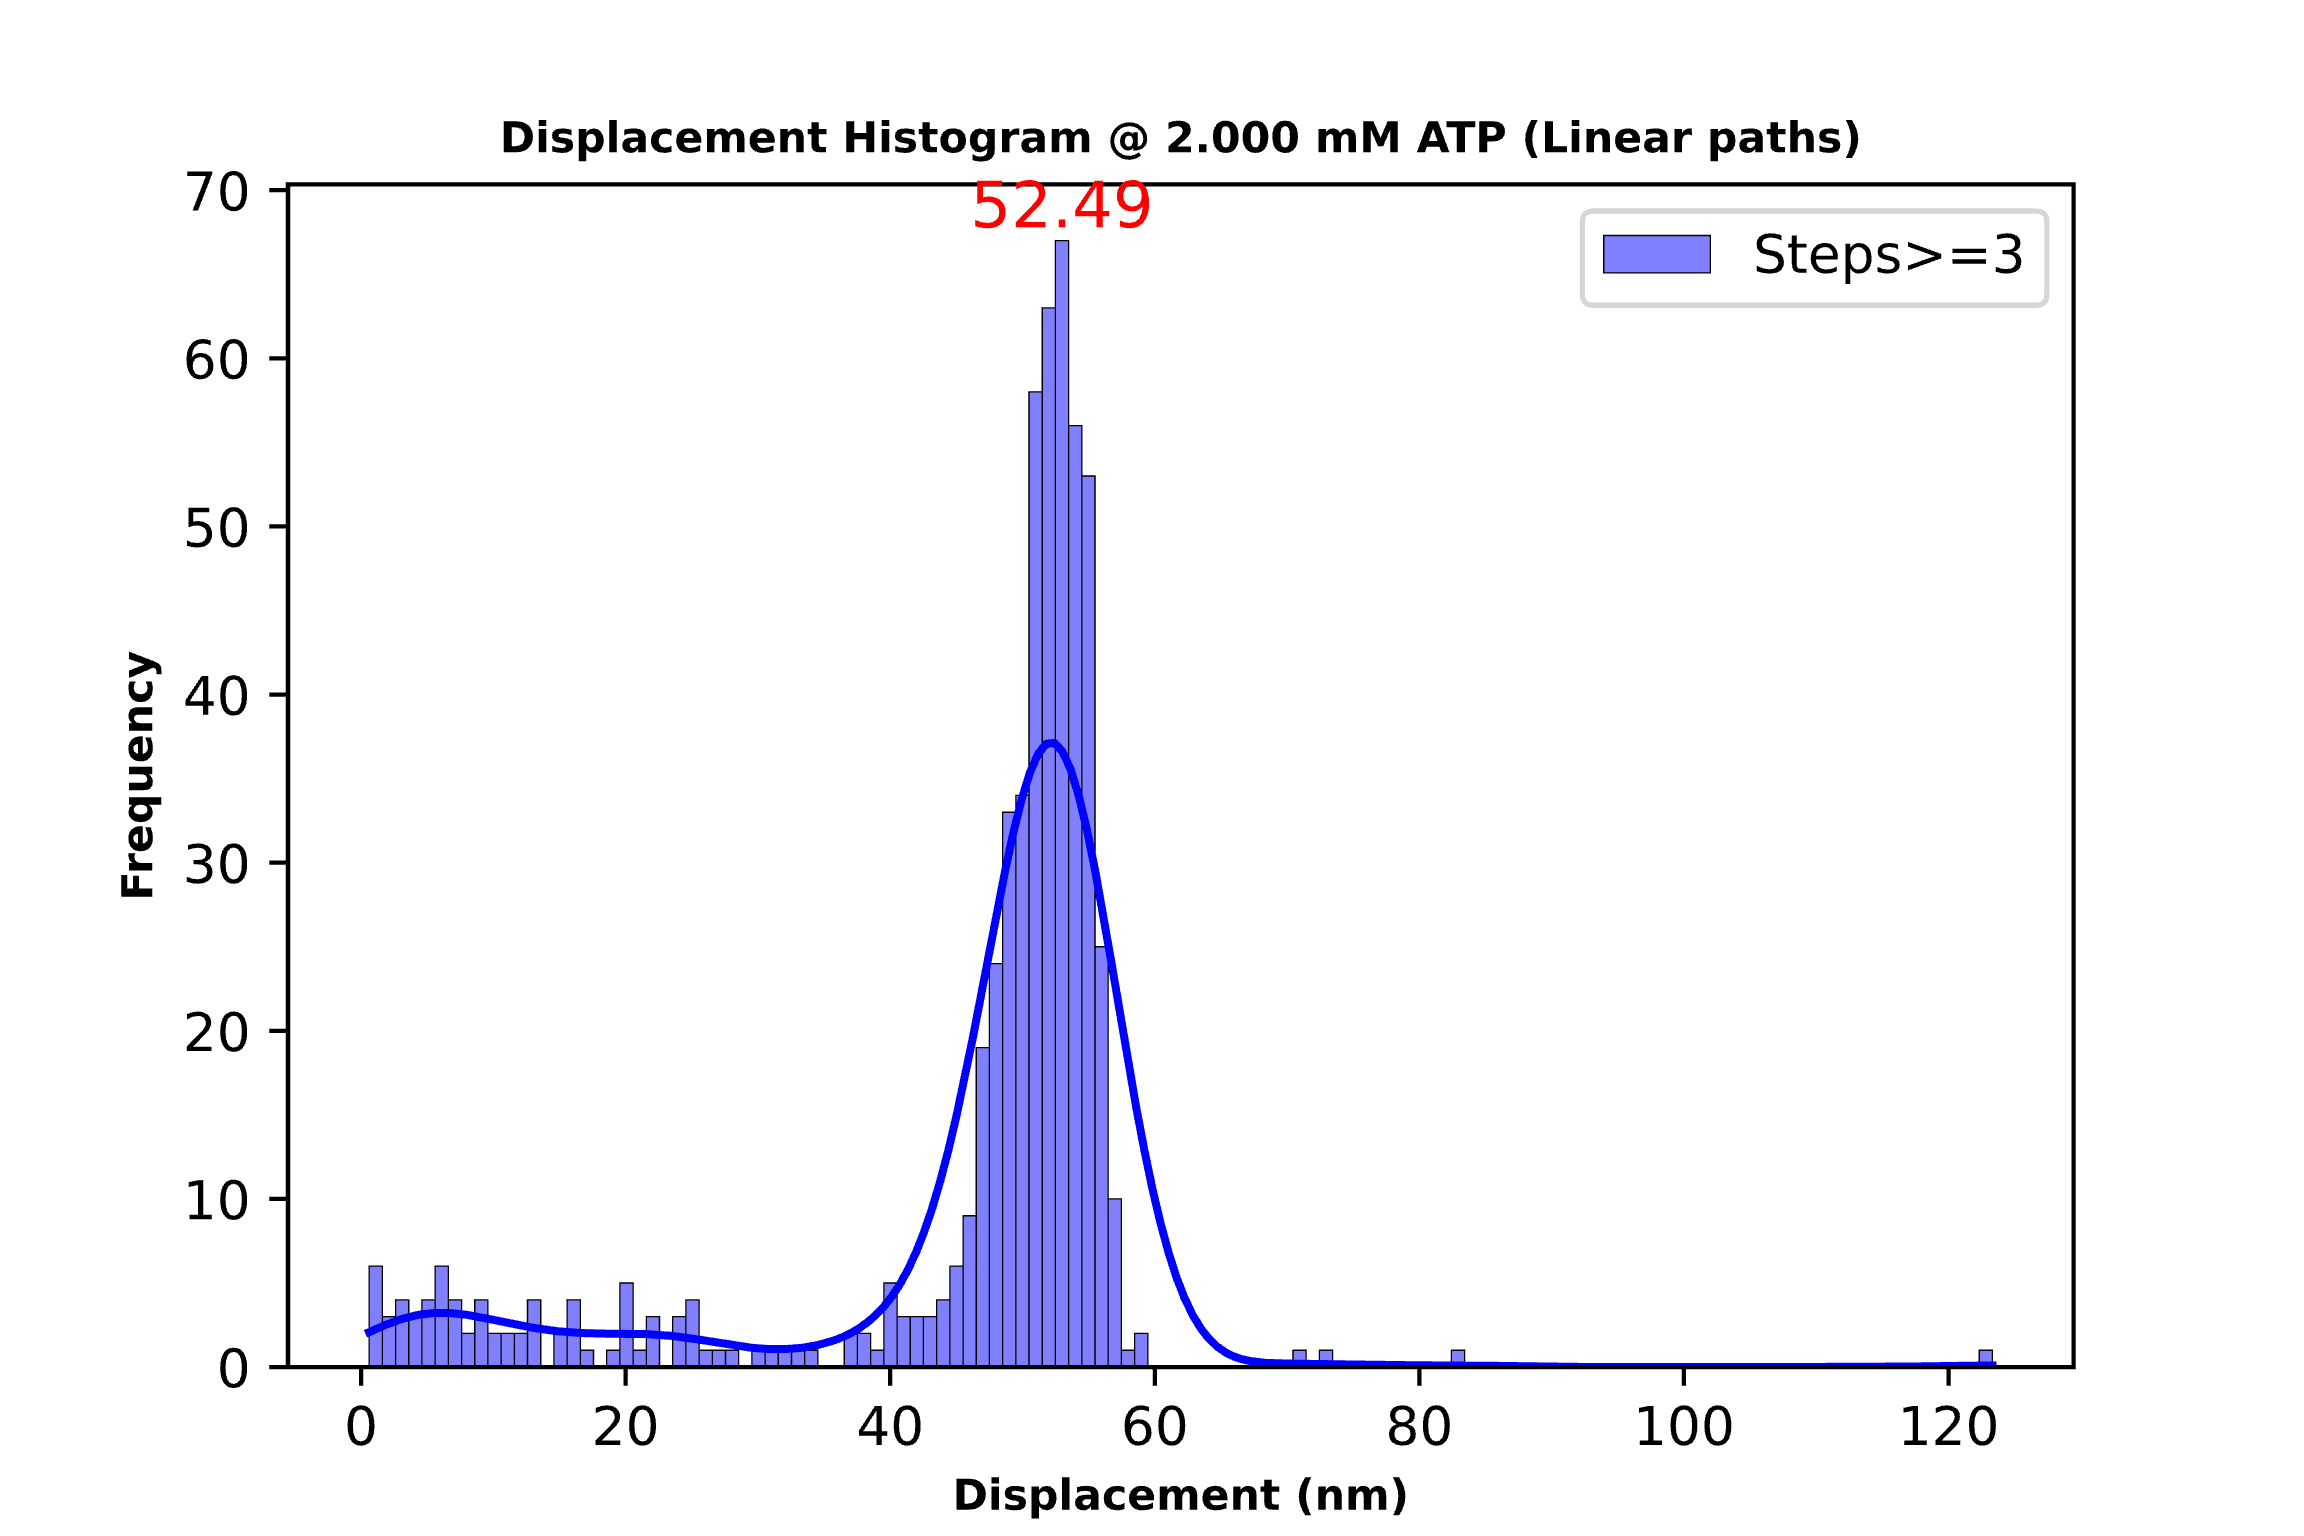 Displacement Histogram @ 2.000 mM ATP (Linear paths)
52.49
Steps>=3
Frequency
70
60
50
40
30
20
10
0
0 20 40 60 80 100 120
Displacement (nm)